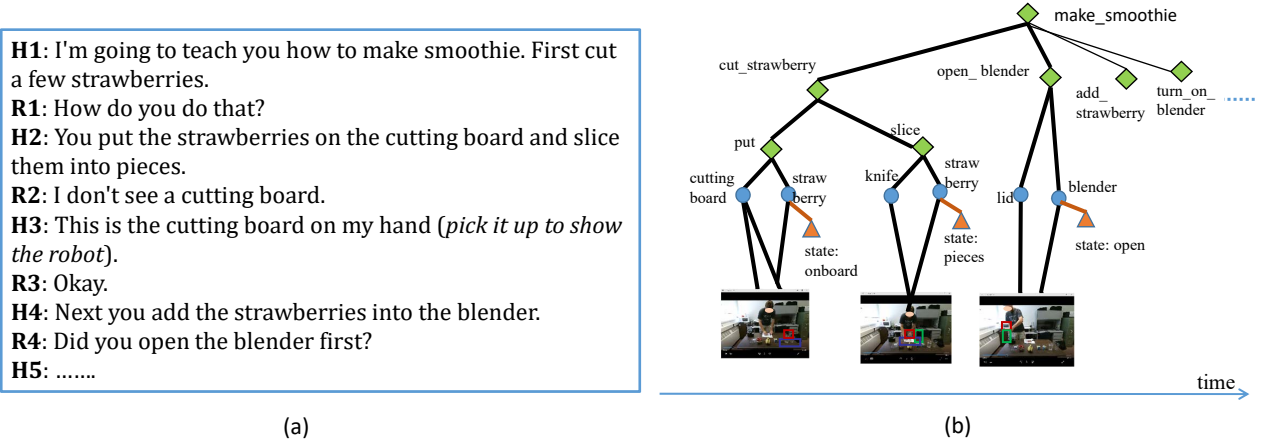 H1: I'm going to teach you how to make smoothie. First cut
a few strawberries.
R1: How do you do that?
H2: You put the strawberries on the cutting board and slice
them into pieces.
R2: I don't see a cutting board.
H3: This is the cutting board on my hand (pick it up to show
the robot).
R3: Okay.
H4: Next you add the strawberries into the blender.
R4: Did you open the blender first?
H5: …….
(a)
make_smoothie
cut_strawberry
open_ blender
add_
strawberry
turn_on_
blender
put
slice
cutting
board
straw
berry
knife
straw
berry
lid
blender
state:
onboard
state:
pieces
state: open
time
(b)